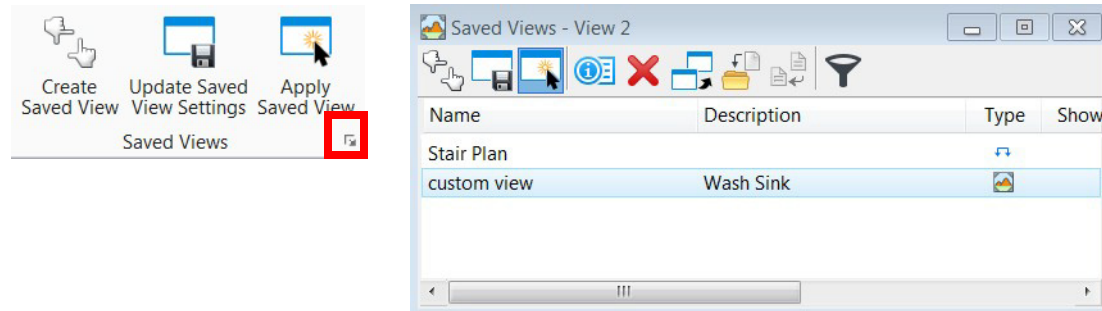 Create
Saved View
Update Saved
View Settings
Apply
Saved View
Saved Views
Saved Views - View 2
Name Description Type Show
Stair Plan
custom view Wash Sink